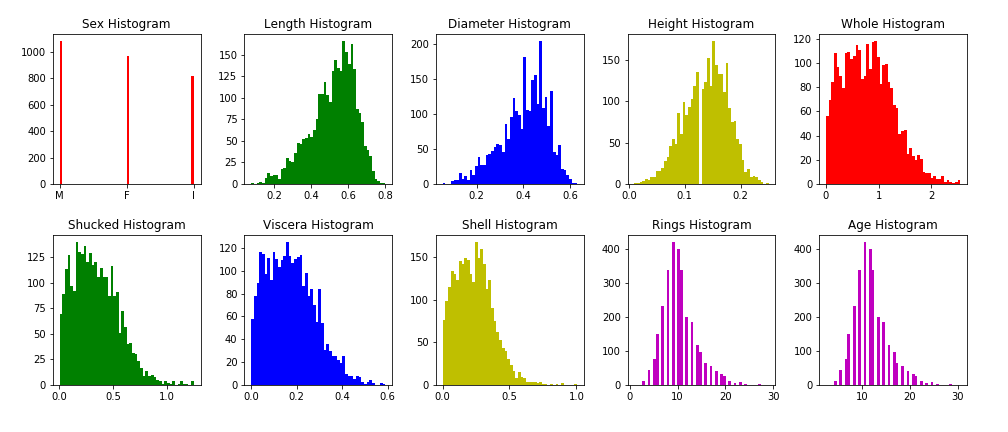 Sex Histogram
1000
800
600
400
200
0
M F I
Length Histogram
150
125
100
75
50
25
0
0.2 0.4 0.6 0.8
Diameter Histogram
200
150
100
50
0
0.2 0.4 0.6
Height Histogram
150
100
50
0
0.0 0.1 0.2
Whole Histogram
120
100
80
60
40
20
0
0 1 2
Shucked Histogram
125
100
75
50
25
0
0.0 0.5 1.0
Viscera Histogram
120
100
80
60
40
20
0
0.0 0.2 0.4 0.6
Shell Histogram
150
125
100
75
50
25
0
0.0 0.5 1.0
Rings Histogram
400
300
200
100
0
0 10 20 30
Age Histogram
400
300
200
100
0
10 20 30